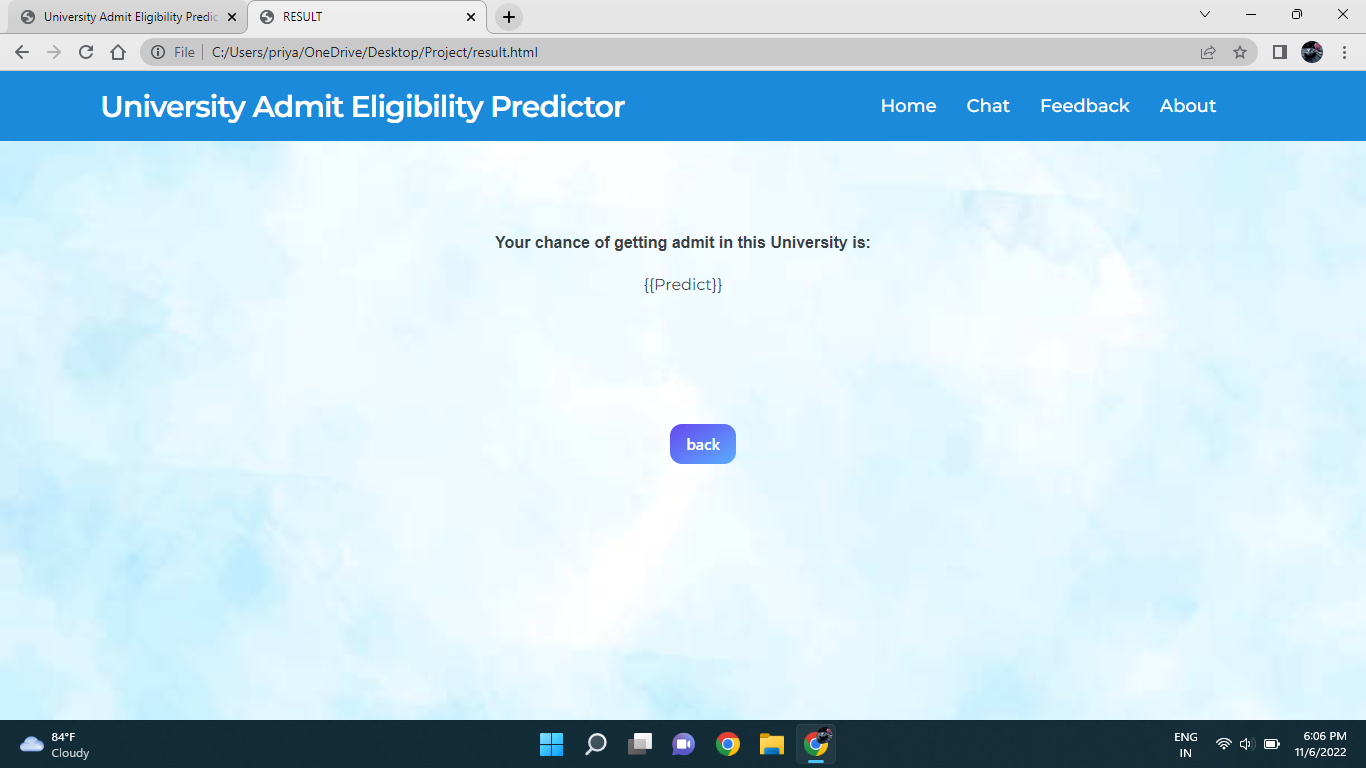 University Admit Eligibility Predic
RESULT
File
C:/Users/priya/OneDrive/Desktop/Project/result.html
University Admit Eligibility Predictor
Home
Chat
Feedback
About
Your chance of getting admit in this University is:
{{Predict}}
back
84°F
Cloudy
ENG
IN
6:06 PM
11/6/2022